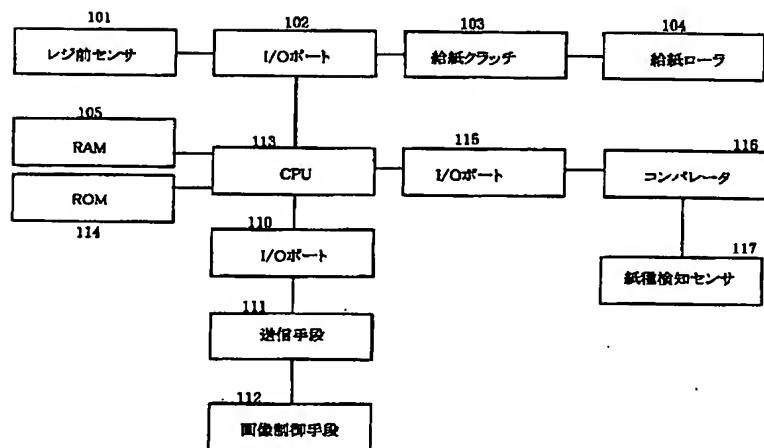 101
102
103
104
レジ前センサ
I/Oポート
給紙クラッチ
給紙ローラ
105
RAM
113
CPU
115
I/Oポート
116
コンパレータ
ROM
114
110
I/Oポート
117
紙種検知センサ
111
送信手段
112
画像制御手段